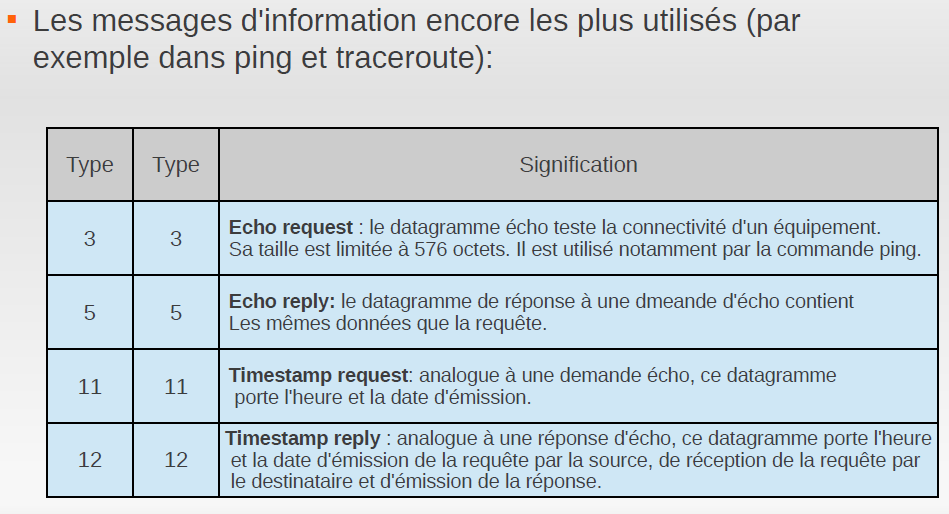 Les messages d'information encore les plus utilisés (par
exemple dans ping et traceroute):
Type Type Signification
3 3 Echo request : le datagramme écho teste la connectivité d'un équipement.
Sa taille est limitée à 576 octets. Il est utilisé notamment par la commande ping.
5 5 Echo reply: le datagramme de réponse à une dmeande d'écho contient
Les mêmes données que la requête.
11 11 Timestamp request: analogue à une demande écho, ce datagramme
porte l'heure et la date d'émission.
12 12 Timestamp reply : analogue à une réponse d'écho, ce datagramme porte l'heure
et la date d'émission de la requête par la source, de réception de la requête par
le destinataire et d'émission de la réponse.